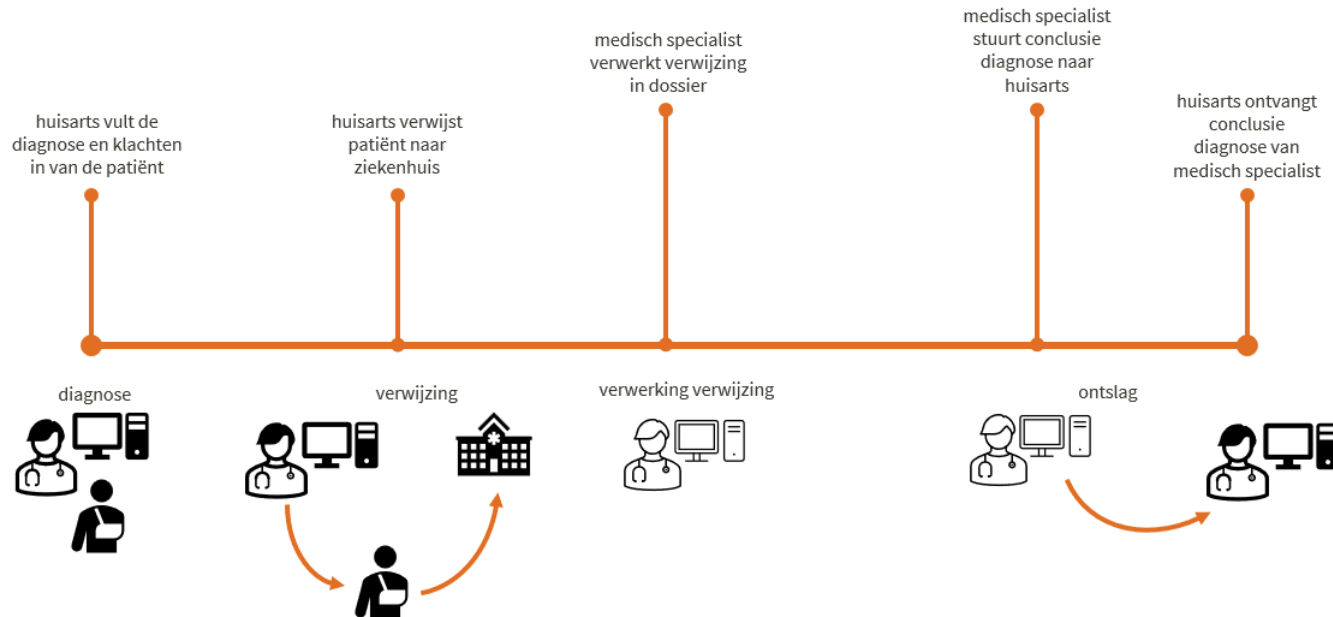 huisarts vult de
diagnose en klachten
in van de patiënt
huisarts verwijst
patiënt naar
ziekenhuis
medisch specialist
verwerkt verwijzing
in dossier
medisch specialist
stuurt conclusie
diagnose naar
huisarts
huisarts ontvangt
conclusie
diagnose van
medisch specialist
diagnose
verwijzing
verwerking verwijzing
ontslag